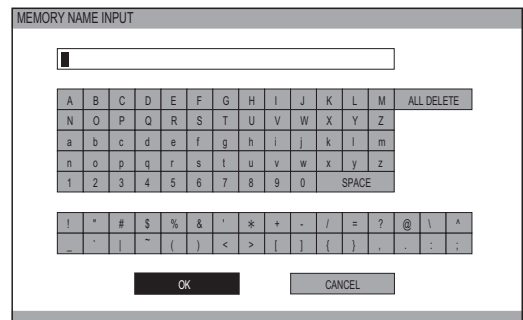 MEMORY NAME INPUT
A B C D E F G H I J K L M ALL DELETE
N O P Q R S T U V W X Y Z
a b c d e f g h i j k l m
n o p q r s t u v w x y z
1 2 3 4 5 6 7 8 9 0 SPACE
! " # $ % & ' * + - / = ? @ \ ^
_ ` | ~ ( ) < > [ ] { } , . : ;
OK CANCEL